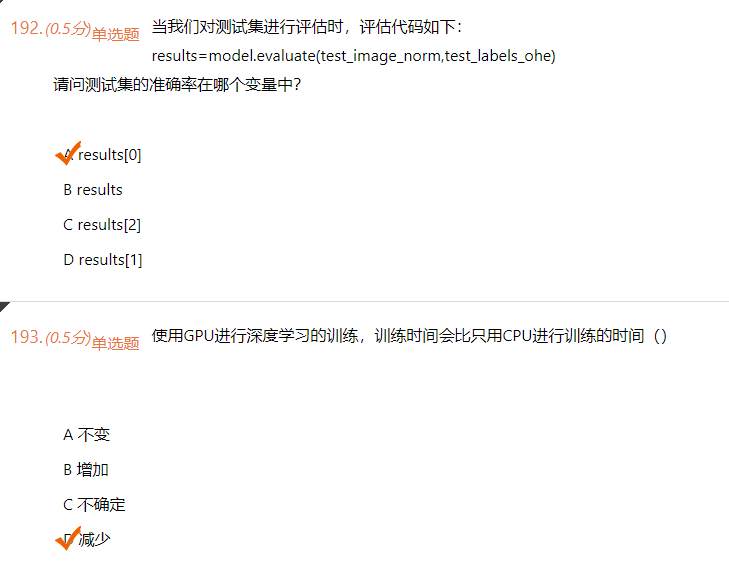 192.(0.5分)单选题 当我们对测试集进行评估时，评估代码如下：
results=model.evaluate(test_image_norm,test_labels_ohe)
请问测试集的准确率在哪个变量中？
A results[0]
B results
C results[2]
D results[1]
193.(0.5分)单选题 使用GPU进行深度学习的训练，训练时间会比只用CPU进行训练的时间（）
A 不变
B 增加
C 不确定
D 减少